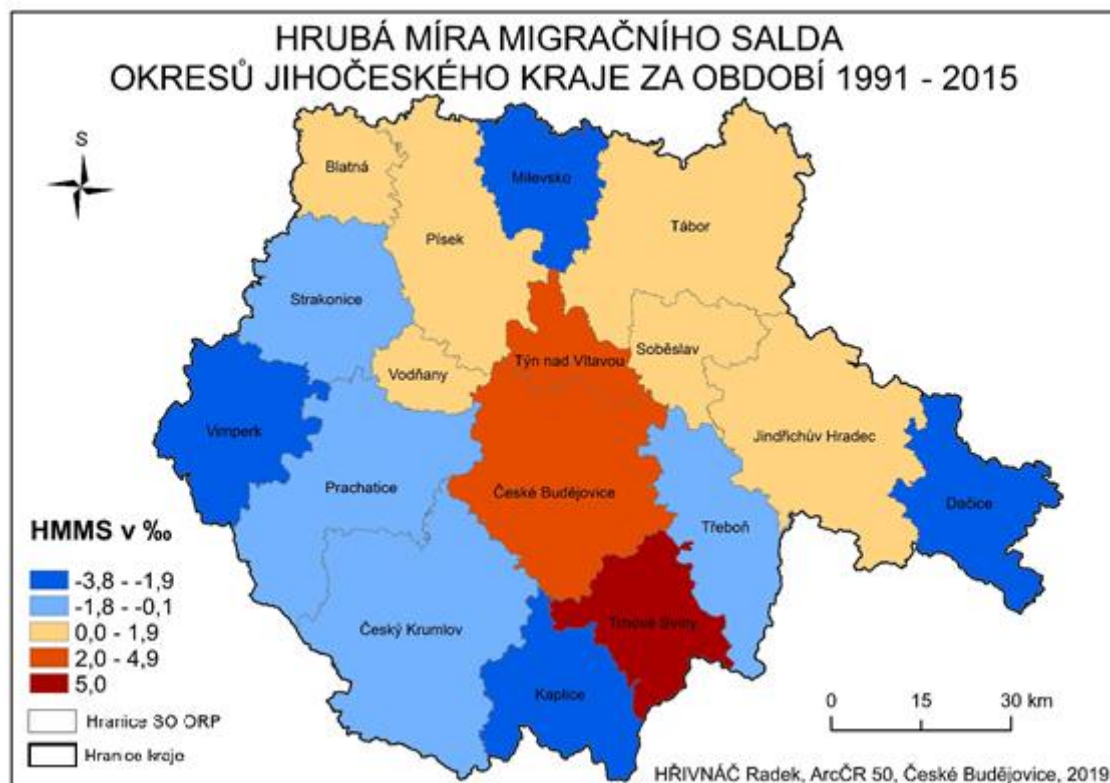 HRUBÁ MÍRA MIGRAČNÍHO SALDA
OKRESŮ JIHOČESKÉHO KRAJE ZA OBDOBÍ 1991 - 2015
S
Blatná
Milevsko
Písek
Tábor
Strakonice
Soběslav
Týn nad Vltavou
Vodňany
Vimperk
Jindřichův Hradec
Prachatice
České Budějovice
Dačice
Třeboň
Český Krumlov
Trhové Sviny
Kaplice
HMMS v ‰
-3,8 - -1,9
-1,8 - -0,1
0,0 - 1,9
2,0 - 4,9
5,0
Hranice SO ORP
Hranice kraje
0 15 30 km
HŘIVNÁČ Radek, ArcČR 50, České Budějovice, 2019